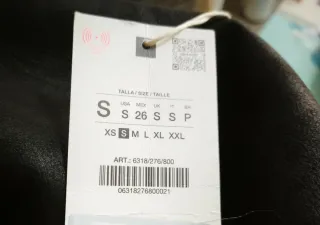 TALLA / SIZE / TAILLE
USA MEX UK
S S 26 S S P
XS S M L XL XXL
ART.: 6318/276/800
06318276800021